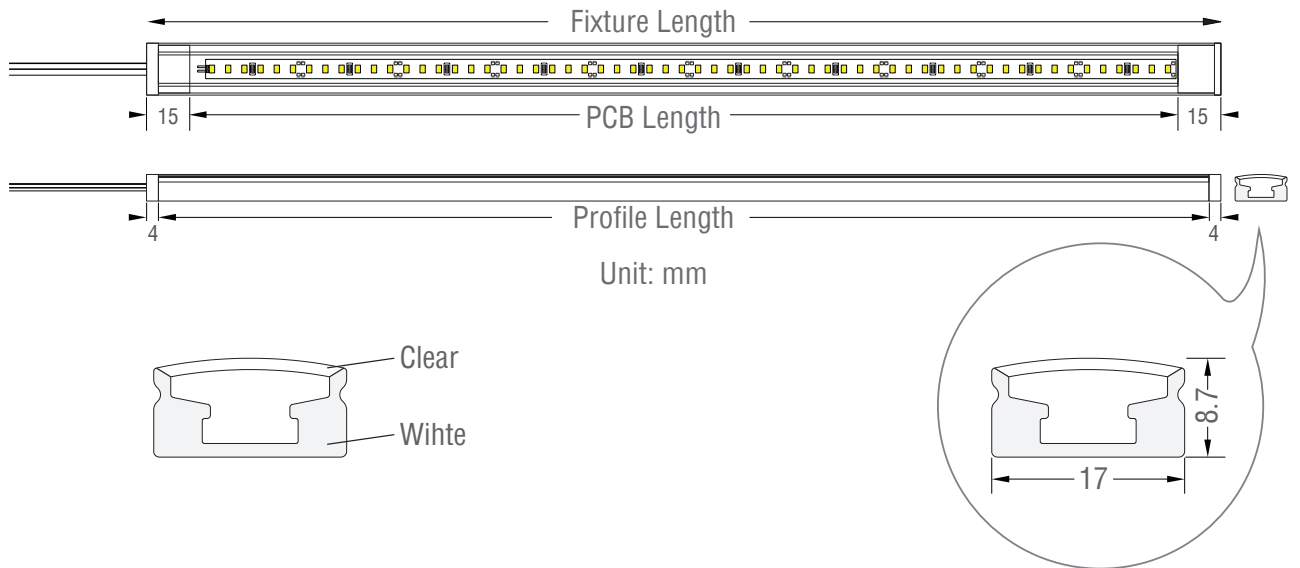 Fixture Length
15
PCB Length
15
4
Profile Length
4
Unit: mm
Clear
Wihte
8.7
17